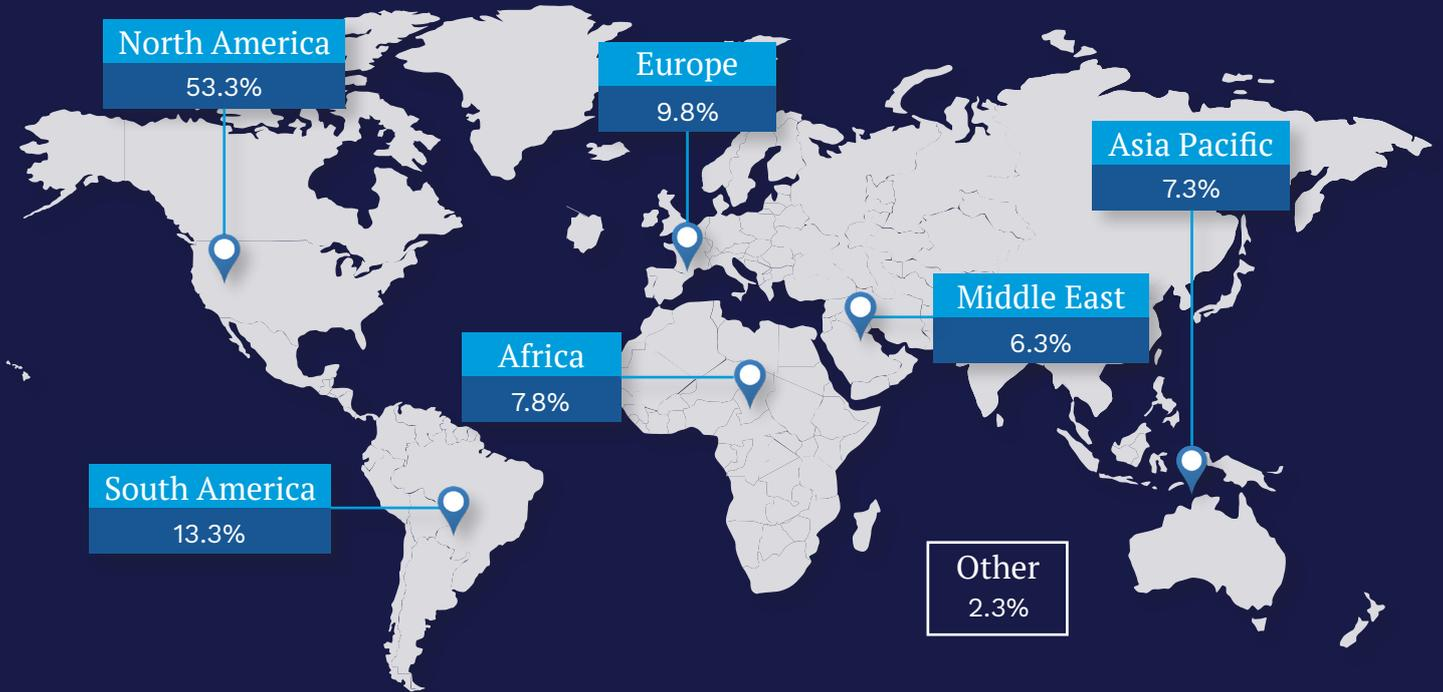 North America
53.3%
Europe
9.8%
Asia Pacific
7.3%
Middle East
6.3%
Africa
7.8%
South America
13.3%
Other
2.3%